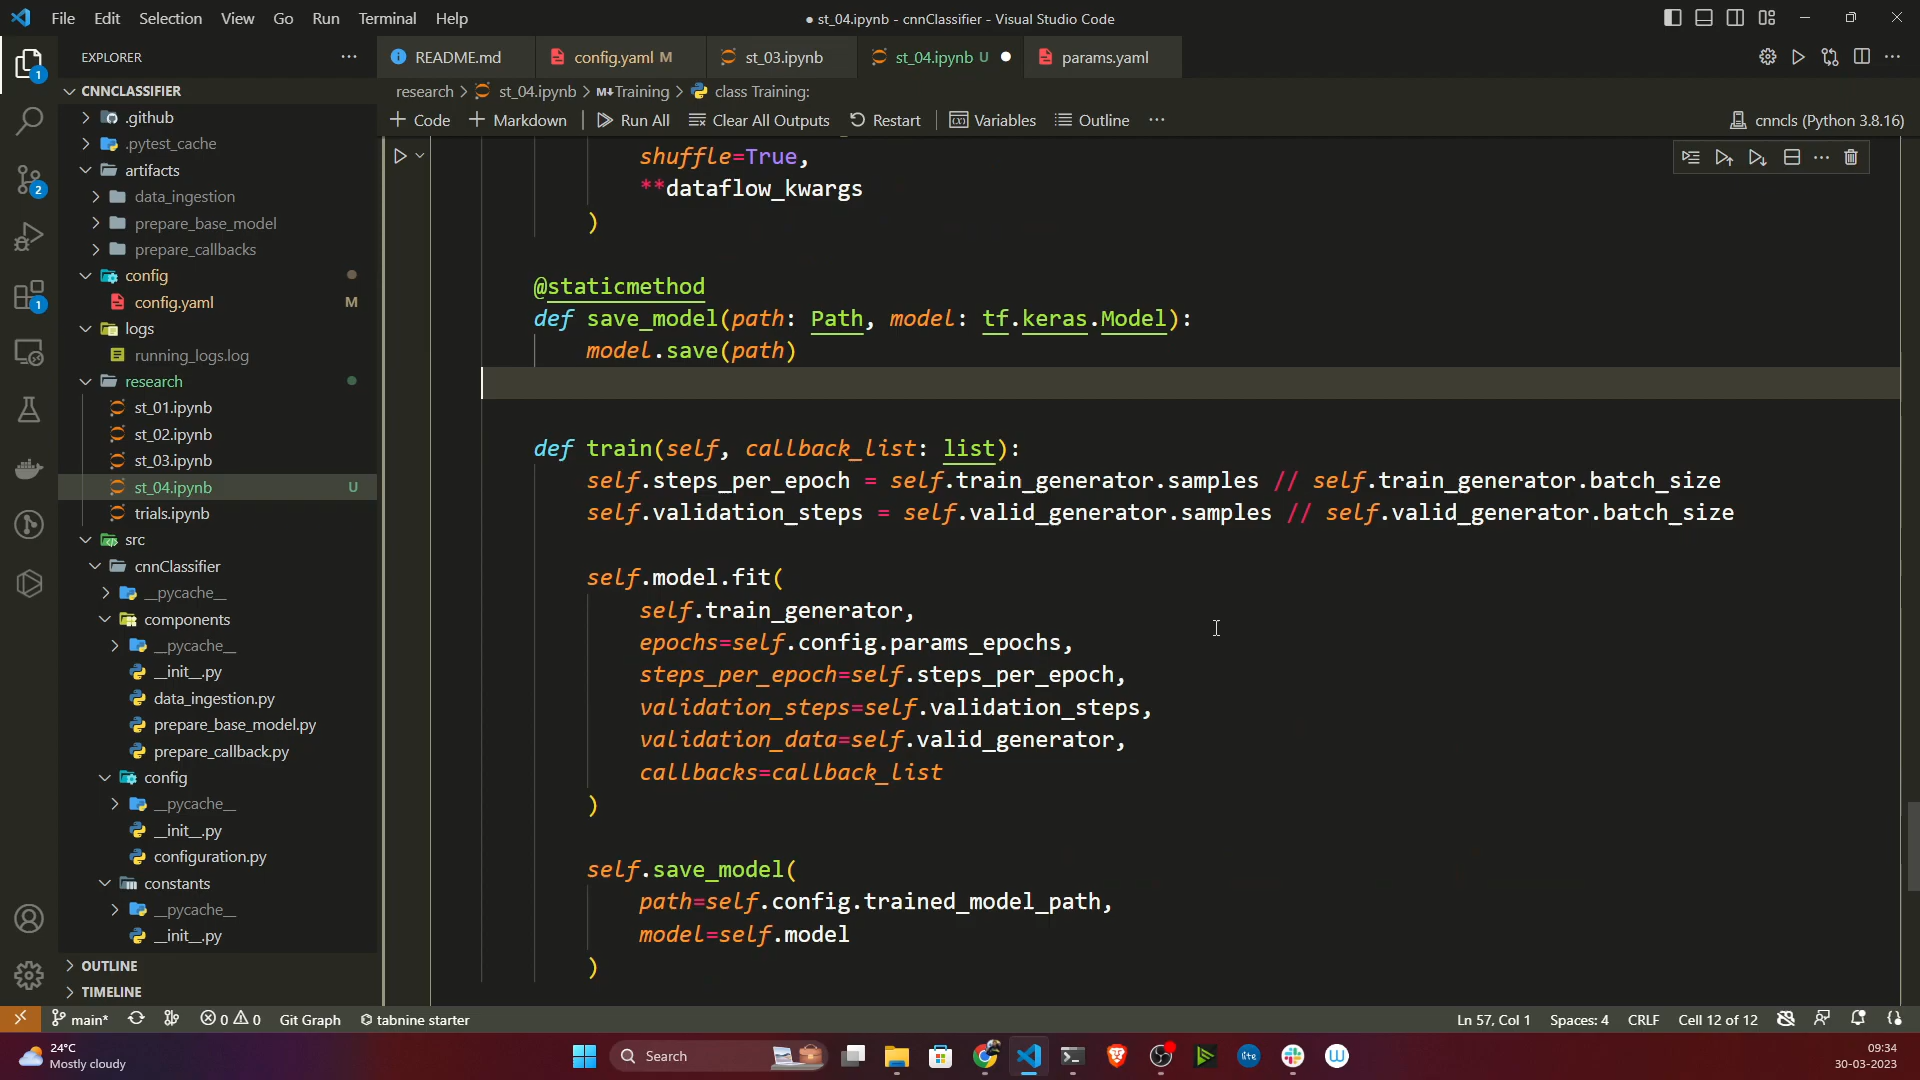 File Edit Selection View Go Run Terminal Help
● st_04.ipynb - cnnClassifier - Visual Studio Code
EXPLORER
README.md
config.yaml M
st_03.ipynb
st_04.ipynb U
params.yaml
research > st_04.ipynb > M↓Training > class Training:
Code
Markdown
Run All
Clear All Outputs
Restart
Variables
Outline
cnncls (Python 3.8.16)
CNNCLASSIFIER
.github
.pytest_cache
artifacts
data_ingestion
prepare_base_model
prepare_callbacks
config
config.yaml M
logs
running_logs.log
research
st_01.ipynb
st_02.ipynb
st_03.ipynb
st_04.ipynb U
trials.ipynb
src
cnnClassifier
__pycache__
components
__pycache__
__init__.py
data_ingestion.py
prepare_base_model.py
prepare_callback.py
config
__pycache__
__init__.py
configuration.py
constants
__pycache__
__init__.py
OUTLINE
TIMELINE
1
2
1
shuffle=True,
**dataflow_kwargs
)
@staticmethod
def save_model(path: Path, model: tf.keras.Model):
model.save(path)
def train(self, callback_list: list):
self.steps_per_epoch = self.train_generator.samples // self.train_generator.batch_size
self.validation_steps = self.valid_generator.samples // self.valid_generator.batch_size
self.model.fit(
self.train_generator,
epochs=self.config.params_epochs,
steps_per_epoch=self.steps_per_epoch,
validation_steps=self.validation_steps,
validation_data=self.valid_generator,
callbacks=callback_list
)
self.save_model(
path=self.config.trained_model_path,
model=self.model
)
main* 0 0 Git Graph tabnine starter
Ln 57, Col 1 Spaces: 4 CRLF Cell 12 of 12
24°C
Mostly cloudy
Search
lite
09:34
30-03-2023